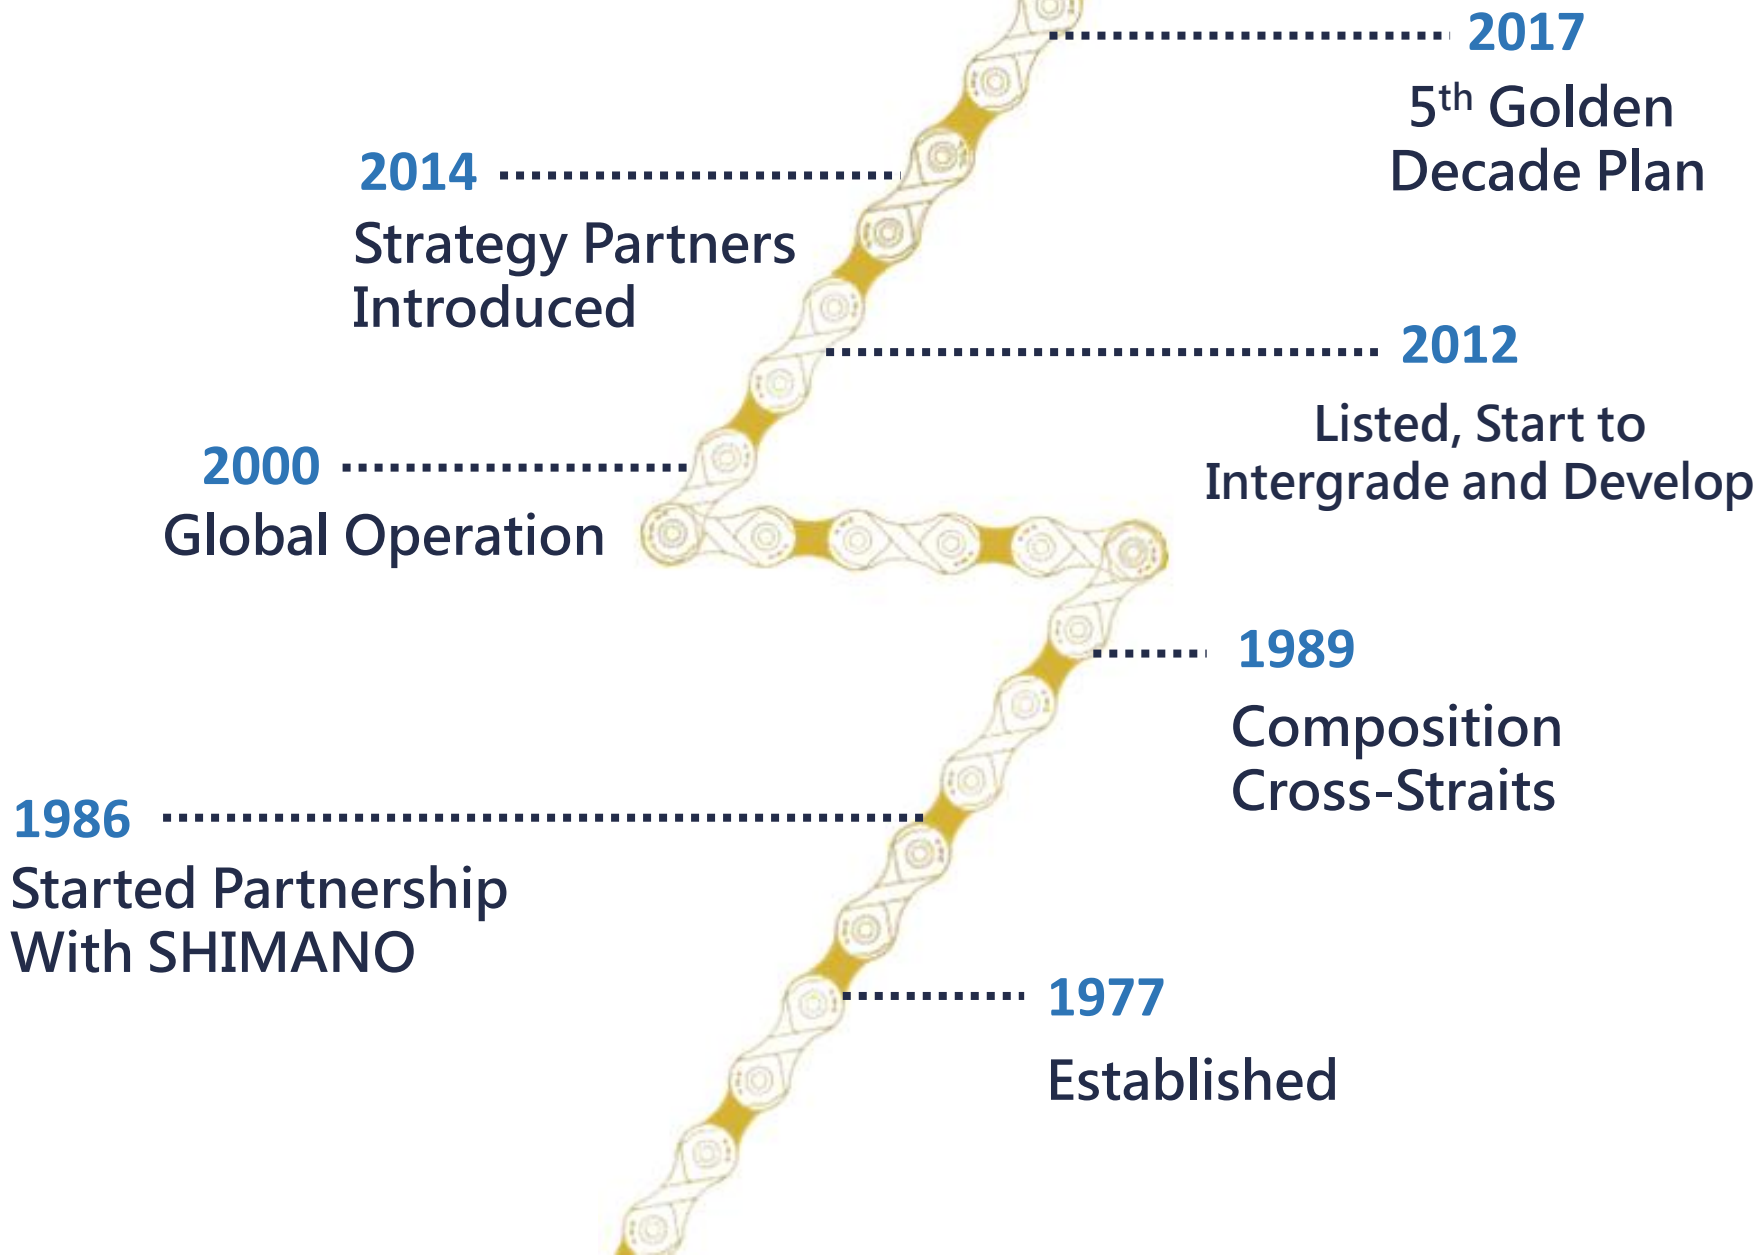 2017
5th Golden
Decade Plan
2014
Strategy Partners
Introduced
2012
Listed, Start to
Intergrade and Develop
2000
Global Operation
1989
Composition
Cross-Straits
1986
Started Partnership
With SHIMANO
1977
Established